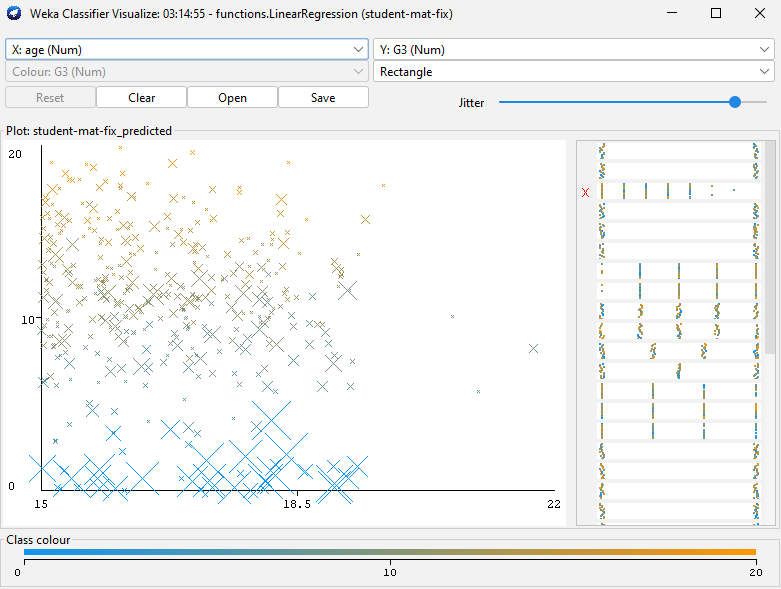 Weka Classifier Visualize: 03:14:55 - functions.LinearRegression (student-mat-fix)
X: age (Num)
Y: G3 (Num)
Colour: G3 (Num)
Rectangle
Reset
Clear
Open
Save
Jitter
Plot: student-mat-fix_predicted
20
10
0
15
18.5
22
Class colour
0
10
20